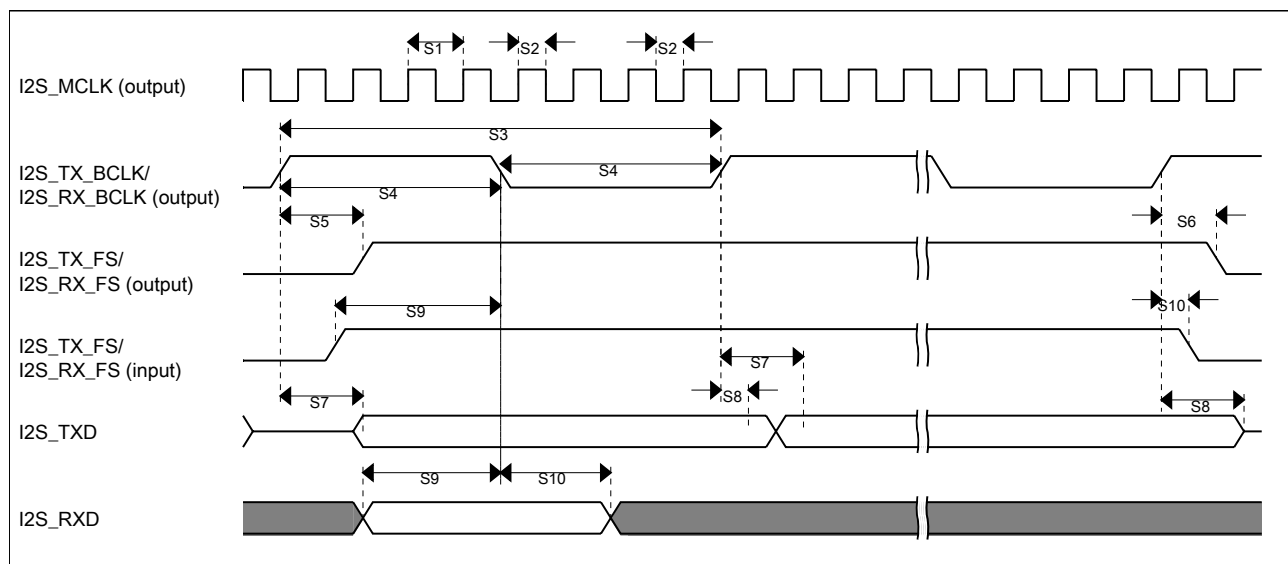 S1
S2
S2
I2S_MCLK (output)
S3
I2S_TX_BCLK/
I2S_RX_BCLK (output)
S4
S4
S5
S6
I2S_TX_FS/
I2S_RX_FS (output)
S9
S10
I2S_TX_FS/
I2S_RX_FS (input)
S7
S7
S8
S8
I2S_TXD
S9
S10
I2S_RXD